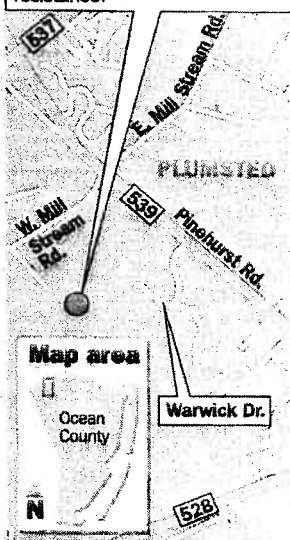 537
E. Mill Stream Rd.
PLUMSTED
W. Mill
Stream
Rd.
539
Pinehurst Rd.
Map area
Ocean
County
Warwick Dr.
N
528